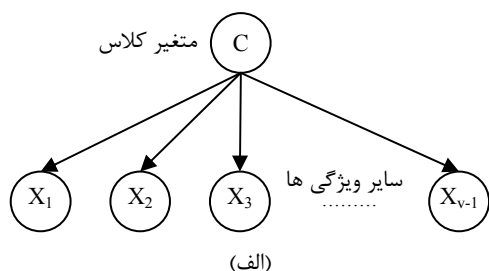 متغیر کلاس C
X1 X2 X3 سایر ویژگی ها ......... Xv-1
(الف)